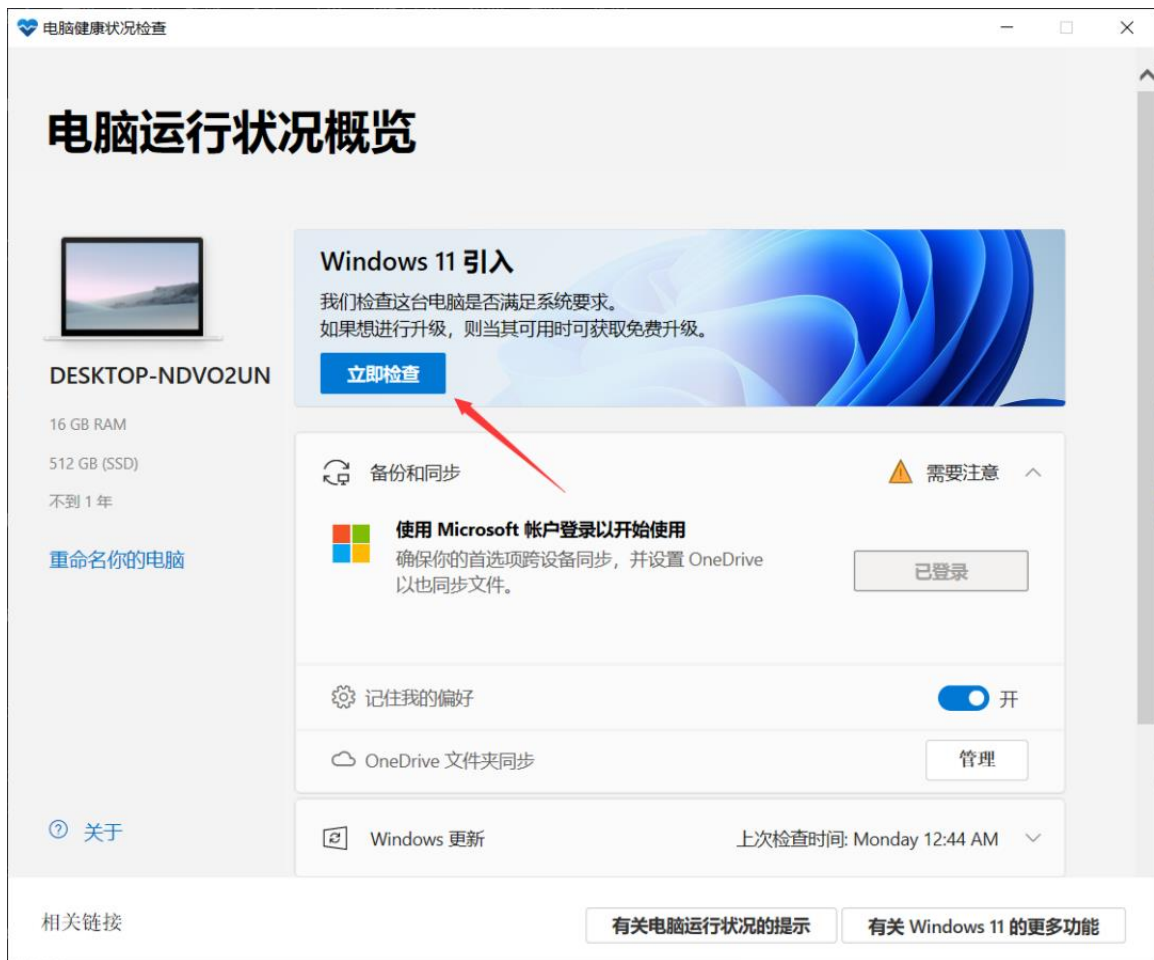 电脑健康状况检查
电脑运行状况概览
DESKTOP-NDVO2UN
16 GB RAM
512 GB (SSD)
不到 1 年
重命名你的电脑
关于
Windows 11 引入
我们检查这台电脑是否满足系统要求。
如果想进行升级，则当其可用时可获取免费升级。
立即检查
备份和同步
需要注意
使用 Microsoft 帐户登录以开始使用
确保你的首选项跨设备同步，并设置 OneDrive
以也同步文件。
已登录
记住我的偏好
开
OneDrive 文件夹同步
管理
Windows 更新
上次检查时间: Monday 12:44 AM
相关链接
有关电脑运行状况的提示
有关 Windows 11 的更多功能